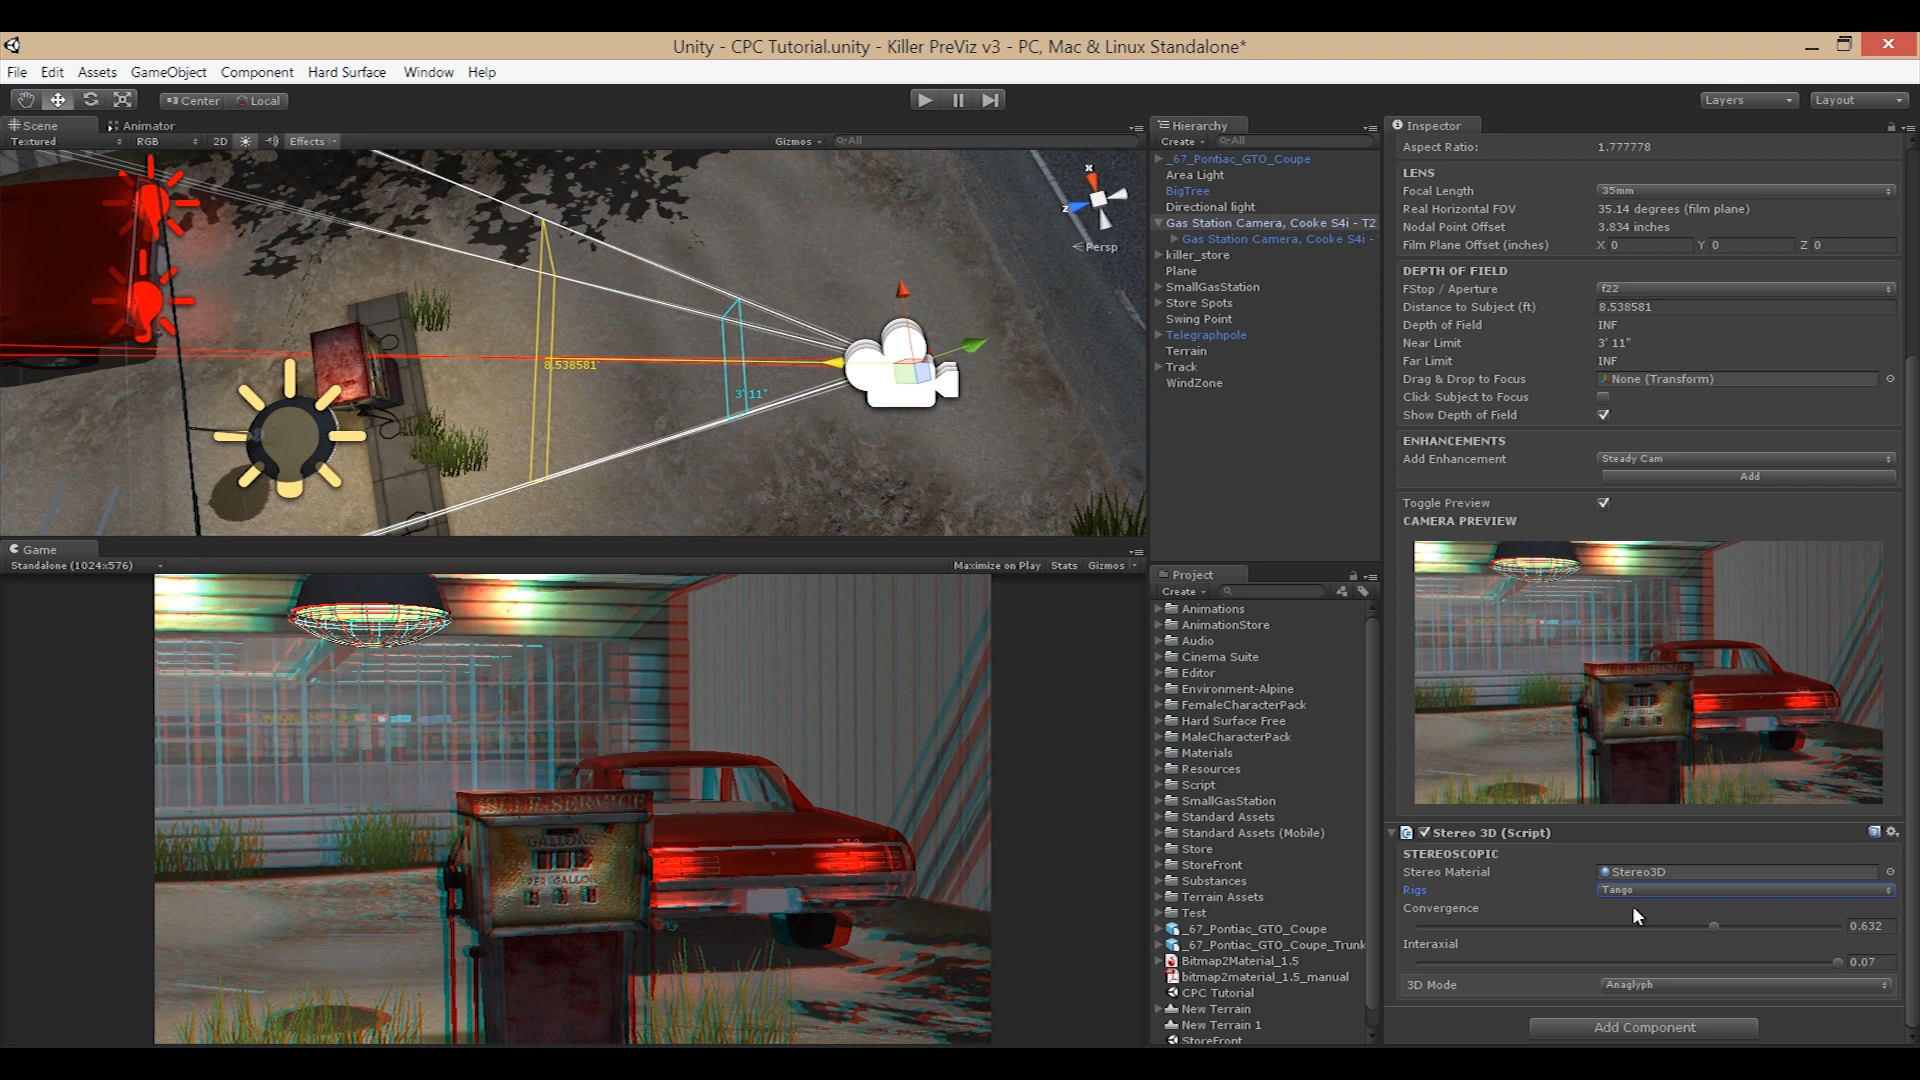 Unity - CPC Tutorial.unity - Killer PreViz v3 - PC, Mac & Linux Standalone*
File Edit Assets GameObject Component Hard Surface Window Help
Center Local
Layers Layout
Scene Animator
Textured RGB 2D Effects Gizmos All
x
z
Persp
8.538581'
3' 11"
Game
Standalone (1024x576) Maximize on Play Stats Gizmos
SELF-SERVICE
GALLONS
PER GALLON
Hierarchy
Create All
_67_Pontiac_GTO_Coupe
Area Light
BigTree
Directional light
Gas Station Camera, Cooke S4i - T2
Gas Station Camera, Cooke S4i -
killer_store
Plane
SmallGasStation
Store Spots
Swing Point
Telegraphpole
Terrain
Track
WindZone
Project
Create
Animations
AnimationStore
Audio
Cinema Suite
Editor
Environment-Alpine
FemaleCharacterPack
Hard Surface Free
MaleCharacterPack
Materials
Resources
Script
SmallGasStation
Standard Assets
Standard Assets (Mobile)
Store
StoreFront
Substances
Terrain Assets
Test
_67_Pontiac_GTO_Coupe
_67_Pontiac_GTO_Coupe_Trunk
Bitmap2Material_1.5
bitmap2material_1.5_manual
CPC Tutorial
New Terrain
New Terrain 1
StoreFront
Inspector
Aspect Ratio: 1.777778
LENS
Focal Length 35mm
Real Horizontal FOV 35.14 degrees (film plane)
Nodal Point Offset 3.834 inches
Film Plane Offset (inches) X 0 Y 0 Z 0
DEPTH OF FIELD
FStop / Aperture f22
Distance to Subject (ft) 8.538581
Depth of Field INF
Near Limit 3' 11"
Far Limit INF
Drag & Drop to Focus None (Transform)
Click Subject to Focus
Show Depth of Field
ENHANCEMENTS
Add Enhancement Steady Cam
Add
Toggle Preview
CAMERA PREVIEW
SELF-SERVICE
Stereo 3D (Script)
STEREOSCOPIC
Stereo Material Stereo3D
Rigs Tango
Convergence
0.632
Interaxial
0.07
3D Mode Anaglyph
Add Component